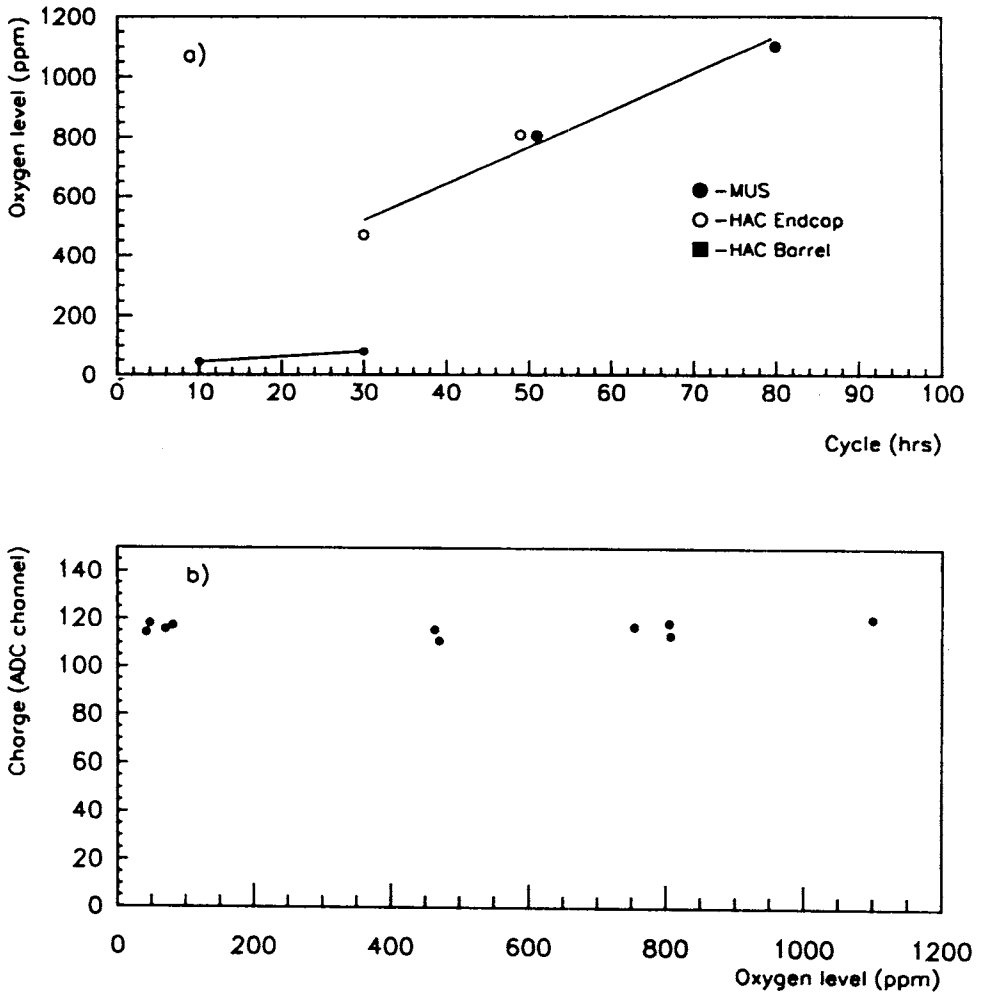 1200
1000
800
600
400
200
0
Oxygen level (ppm)
a)
●-MUS
○-HAC Endcap
■-HAC Barrel
0 10 20 30 40 50 60 70 80 90 100
Cycle (hrs)
140
120
100
80
60
40
20
0
Charge (ADC channel)
b)
0 200 400 600 800 1000 1200
Oxygen level (ppm)